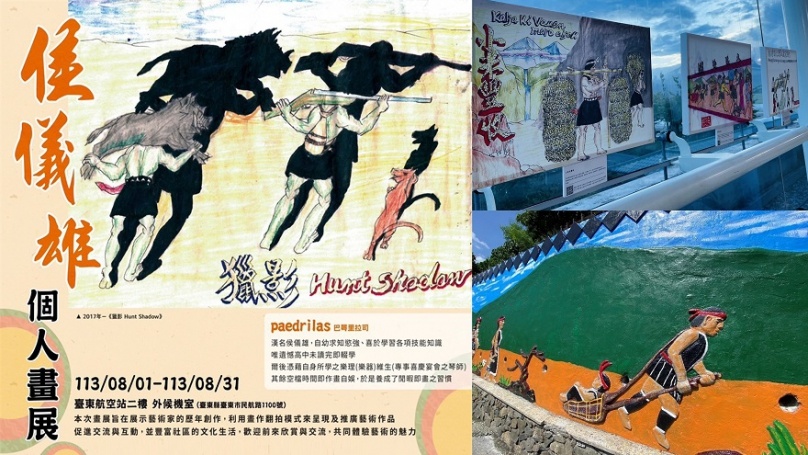 侯儀雄
個人畫展
獵影 Hunt Shadow
▲ 2017年－《獵影 Hunt Shadow》
paedrilas 巴尋里拉司
漢名侯儀雄，自幼求知慾強、喜於學習各項技能知識
唯遺憾高中未讀完即輟學
爾後憑藉自身所學之樂理(樂器)維生(專事喜慶宴會之琴師)
其餘空檔時間即作畫自娛，於是養成了閒暇即畫之習慣
113/08/01–113/08/31
臺東航空站二樓 外候機室 (臺東縣臺東市民航路1100號)
本次畫展旨在展示藝術家的歷年創作，利用畫作翻拍模式來呈現及推廣藝術作品
促進交流與互動，並豐富社區的文化生活，歡迎前來欣賞與交流，共同體驗藝術的魅力